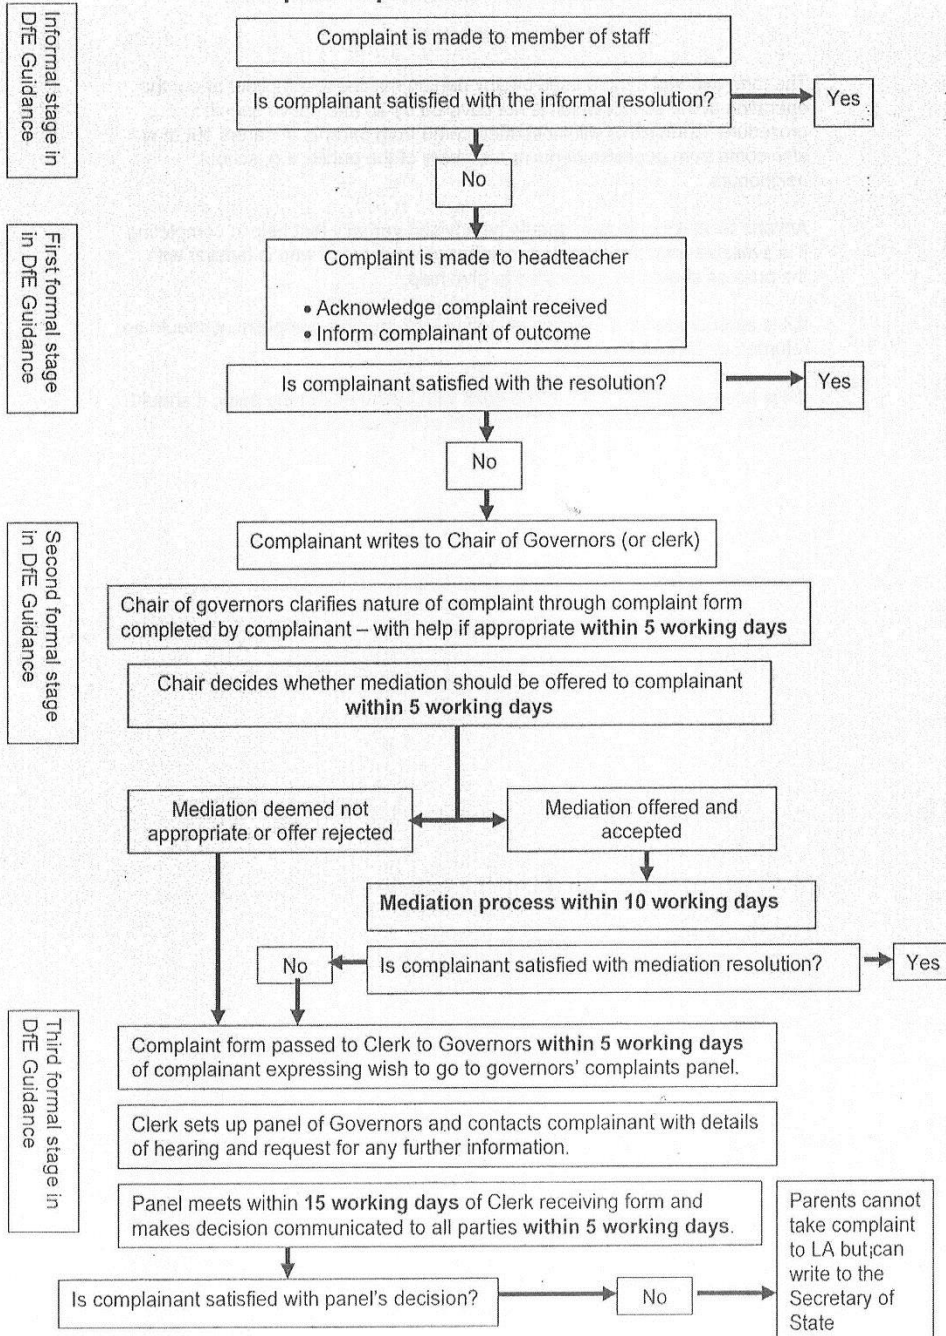 Informal stage in
DfE Guidance
Complaint is made to member of staff
Is complainant satisfied with the informal resolution?
Yes
No
First formal stage
in DfE Guidance
Complaint is made to headteacher
• Acknowledge complaint received
• Inform complainant of outcome
Is complainant satisfied with the resolution?
Yes
No
Second formal stage
in DfE Guidance
Complainant writes to Chair of Governors (or clerk)
Chair of governors clarifies nature of complaint through complaint form
completed by complainant – with help if appropriate within 5 working days
Chair decides whether mediation should be offered to complainant
within 5 working days
Mediation deemed not
appropriate or offer rejected
Mediation offered and
accepted
Mediation process within 10 working days
No
Is complainant satisfied with mediation resolution?
Yes
Third formal stage in
DfE Guidance
Complaint form passed to Clerk to Governors within 5 working days
of complainant expressing wish to go to governors' complaints panel.
Clerk sets up panel of Governors and contacts complainant with details
of hearing and request for any further information.
Panel meets within 15 working days of Clerk receiving form and
makes decision communicated to all parties within 5 working days.
Is complainant satisfied with panel's decision?
No
Parents cannot
take complaint
to LA but can
write to the
Secretary of
State